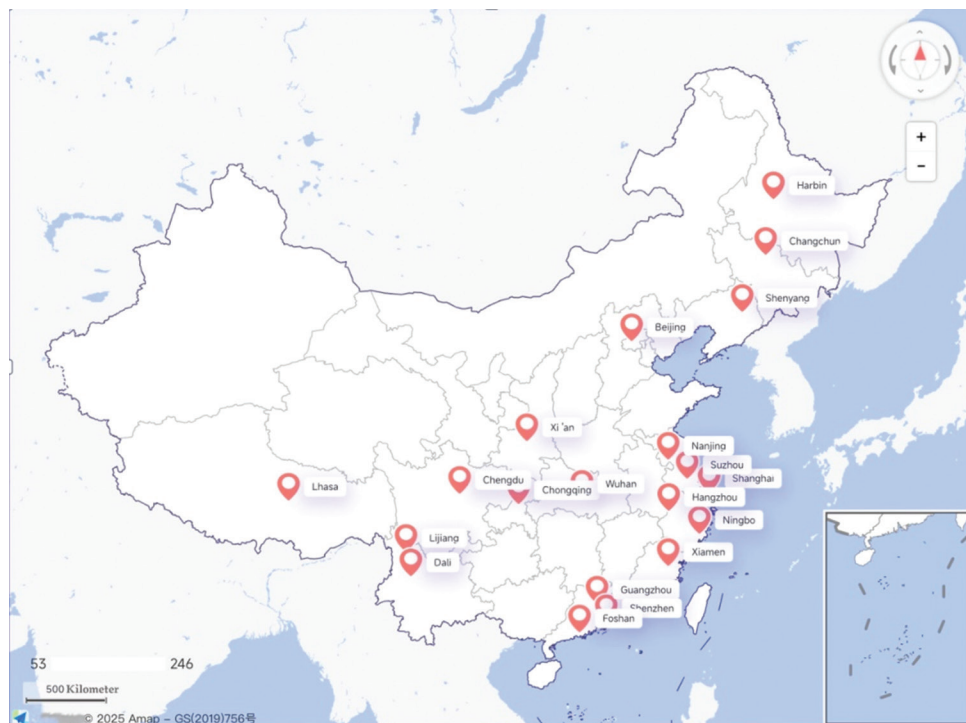 +
−
Harbin
Changchun
Shenyang
Beijing
Xi 'an
Nanjing
Suzhou
Shanghai
Chengdu
Wuhan
Lhasa
Chongqing
Hangzhou
Ningbo
Lijiang
Xiamen
Dali
Guangzhou
Shenzhen
Foshan
53 246
500 Kilometer
© 2025 Amap - GS(2019)756号